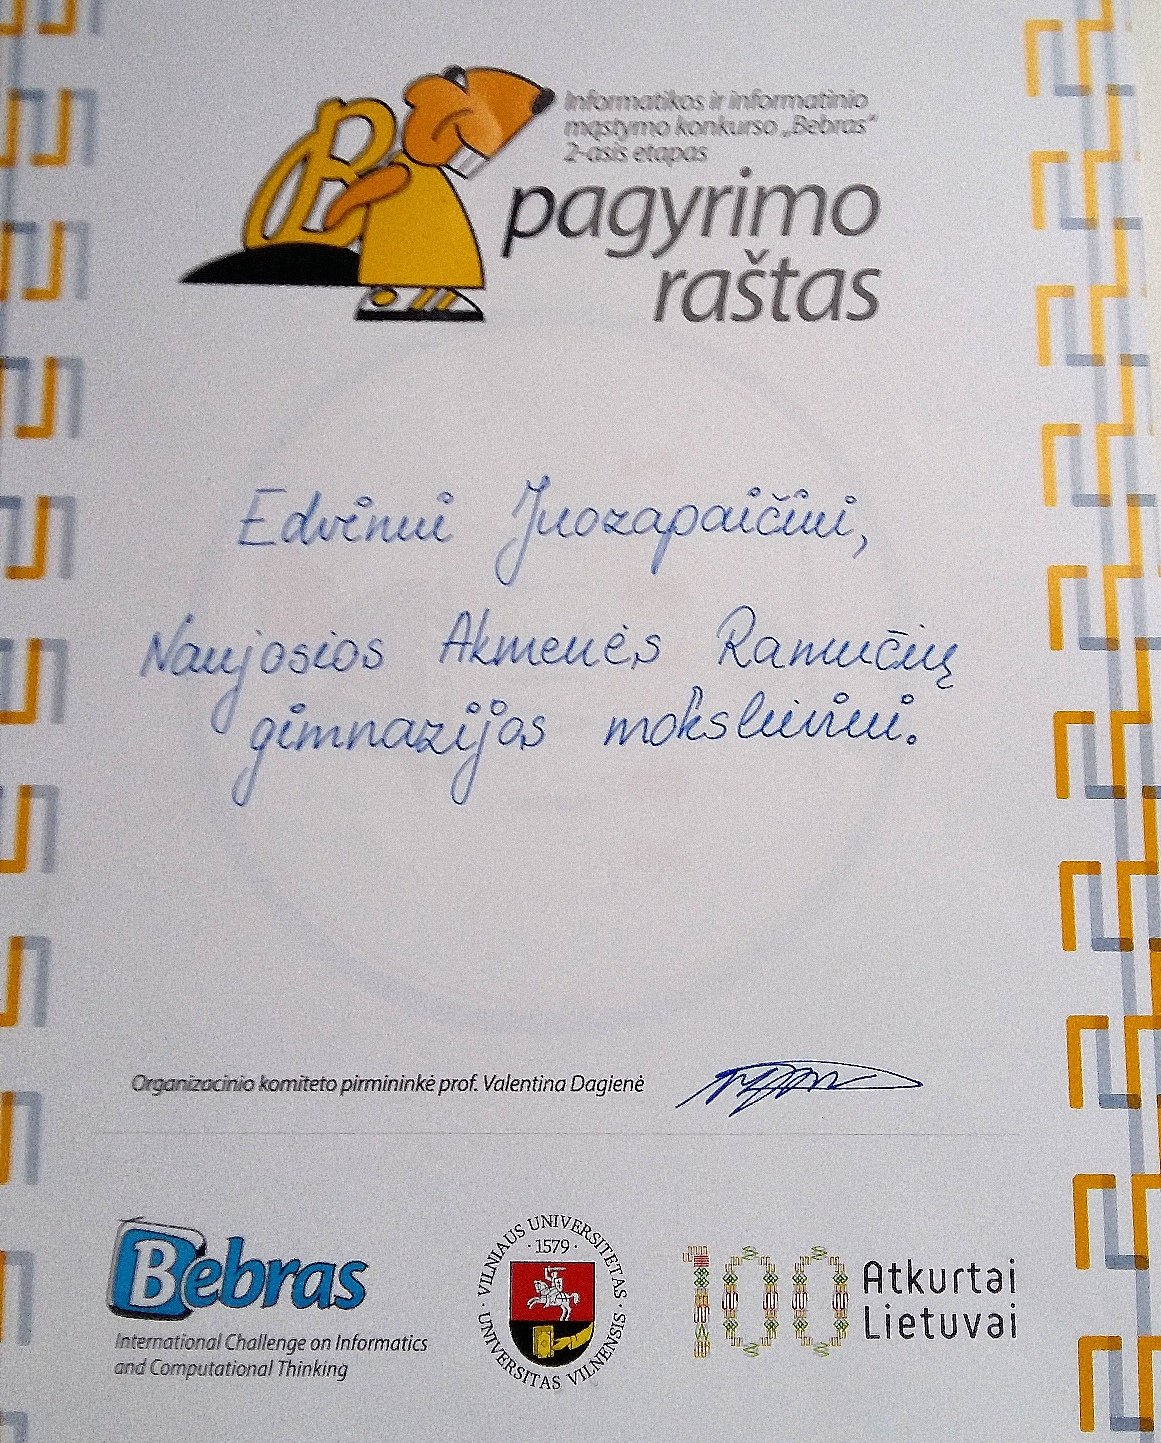 Informatikos ir informatinio
mąstymo konkurso „Bebras“
2-asis etapas
pagyrimo
raštas
Edvinui Juozapaičiui,
Naujosios Akmenės Ramučių
gimnazijos moksleiviui.
Organizacinio komiteto pirmininkė prof. Valentina Dagienė
Bebras
International Challenge on Informatics
and Computational Thinking
VILNIAUS UNIVERSITETAS
1579
UNIVERSITAS VILNENSIS
100
Atkurtai
Lietuvai